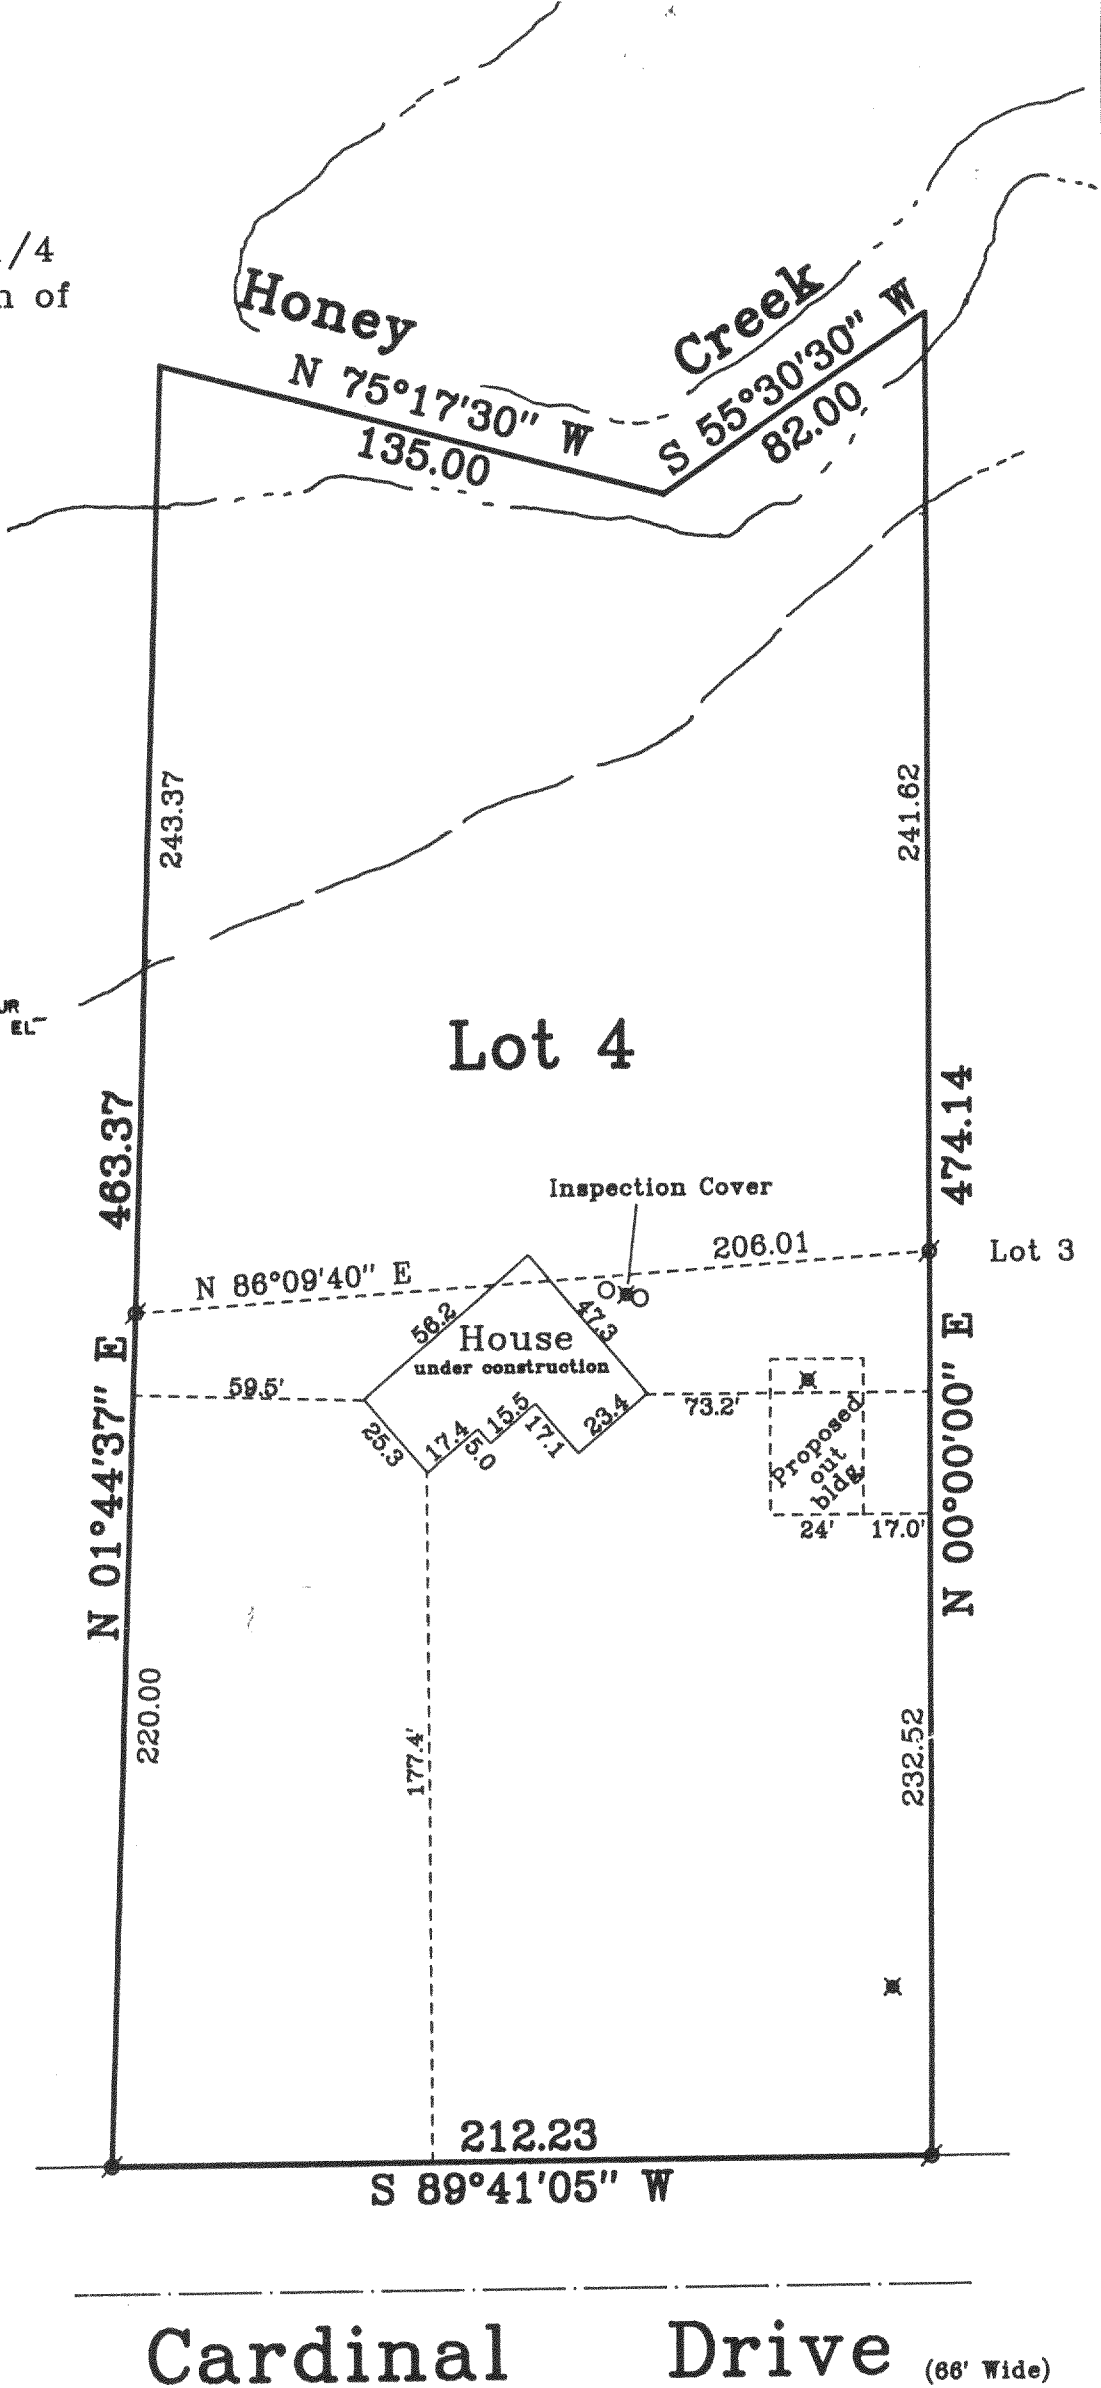 /4
of
Honey
Creek
N 75°17'30" W
135.00
S 55°30'30" W
82.00
243.37
241.62
UR
EL
Lot 4
463.37
474.14
Inspection Cover
206.01
Lot 3
N 86°09'40" E
56.2
47.3
House
under construction
59.5'
73.2'
25.3
17.4
5.0
15.5
17.1
23.4
Proposed
out
bldg.
24'
17.0'
N 01°44'37" E
N 00°00'00" E
220.00
177.4'
232.52
212.23
S 89°41'05" W
Cardinal Drive (66' Wide)